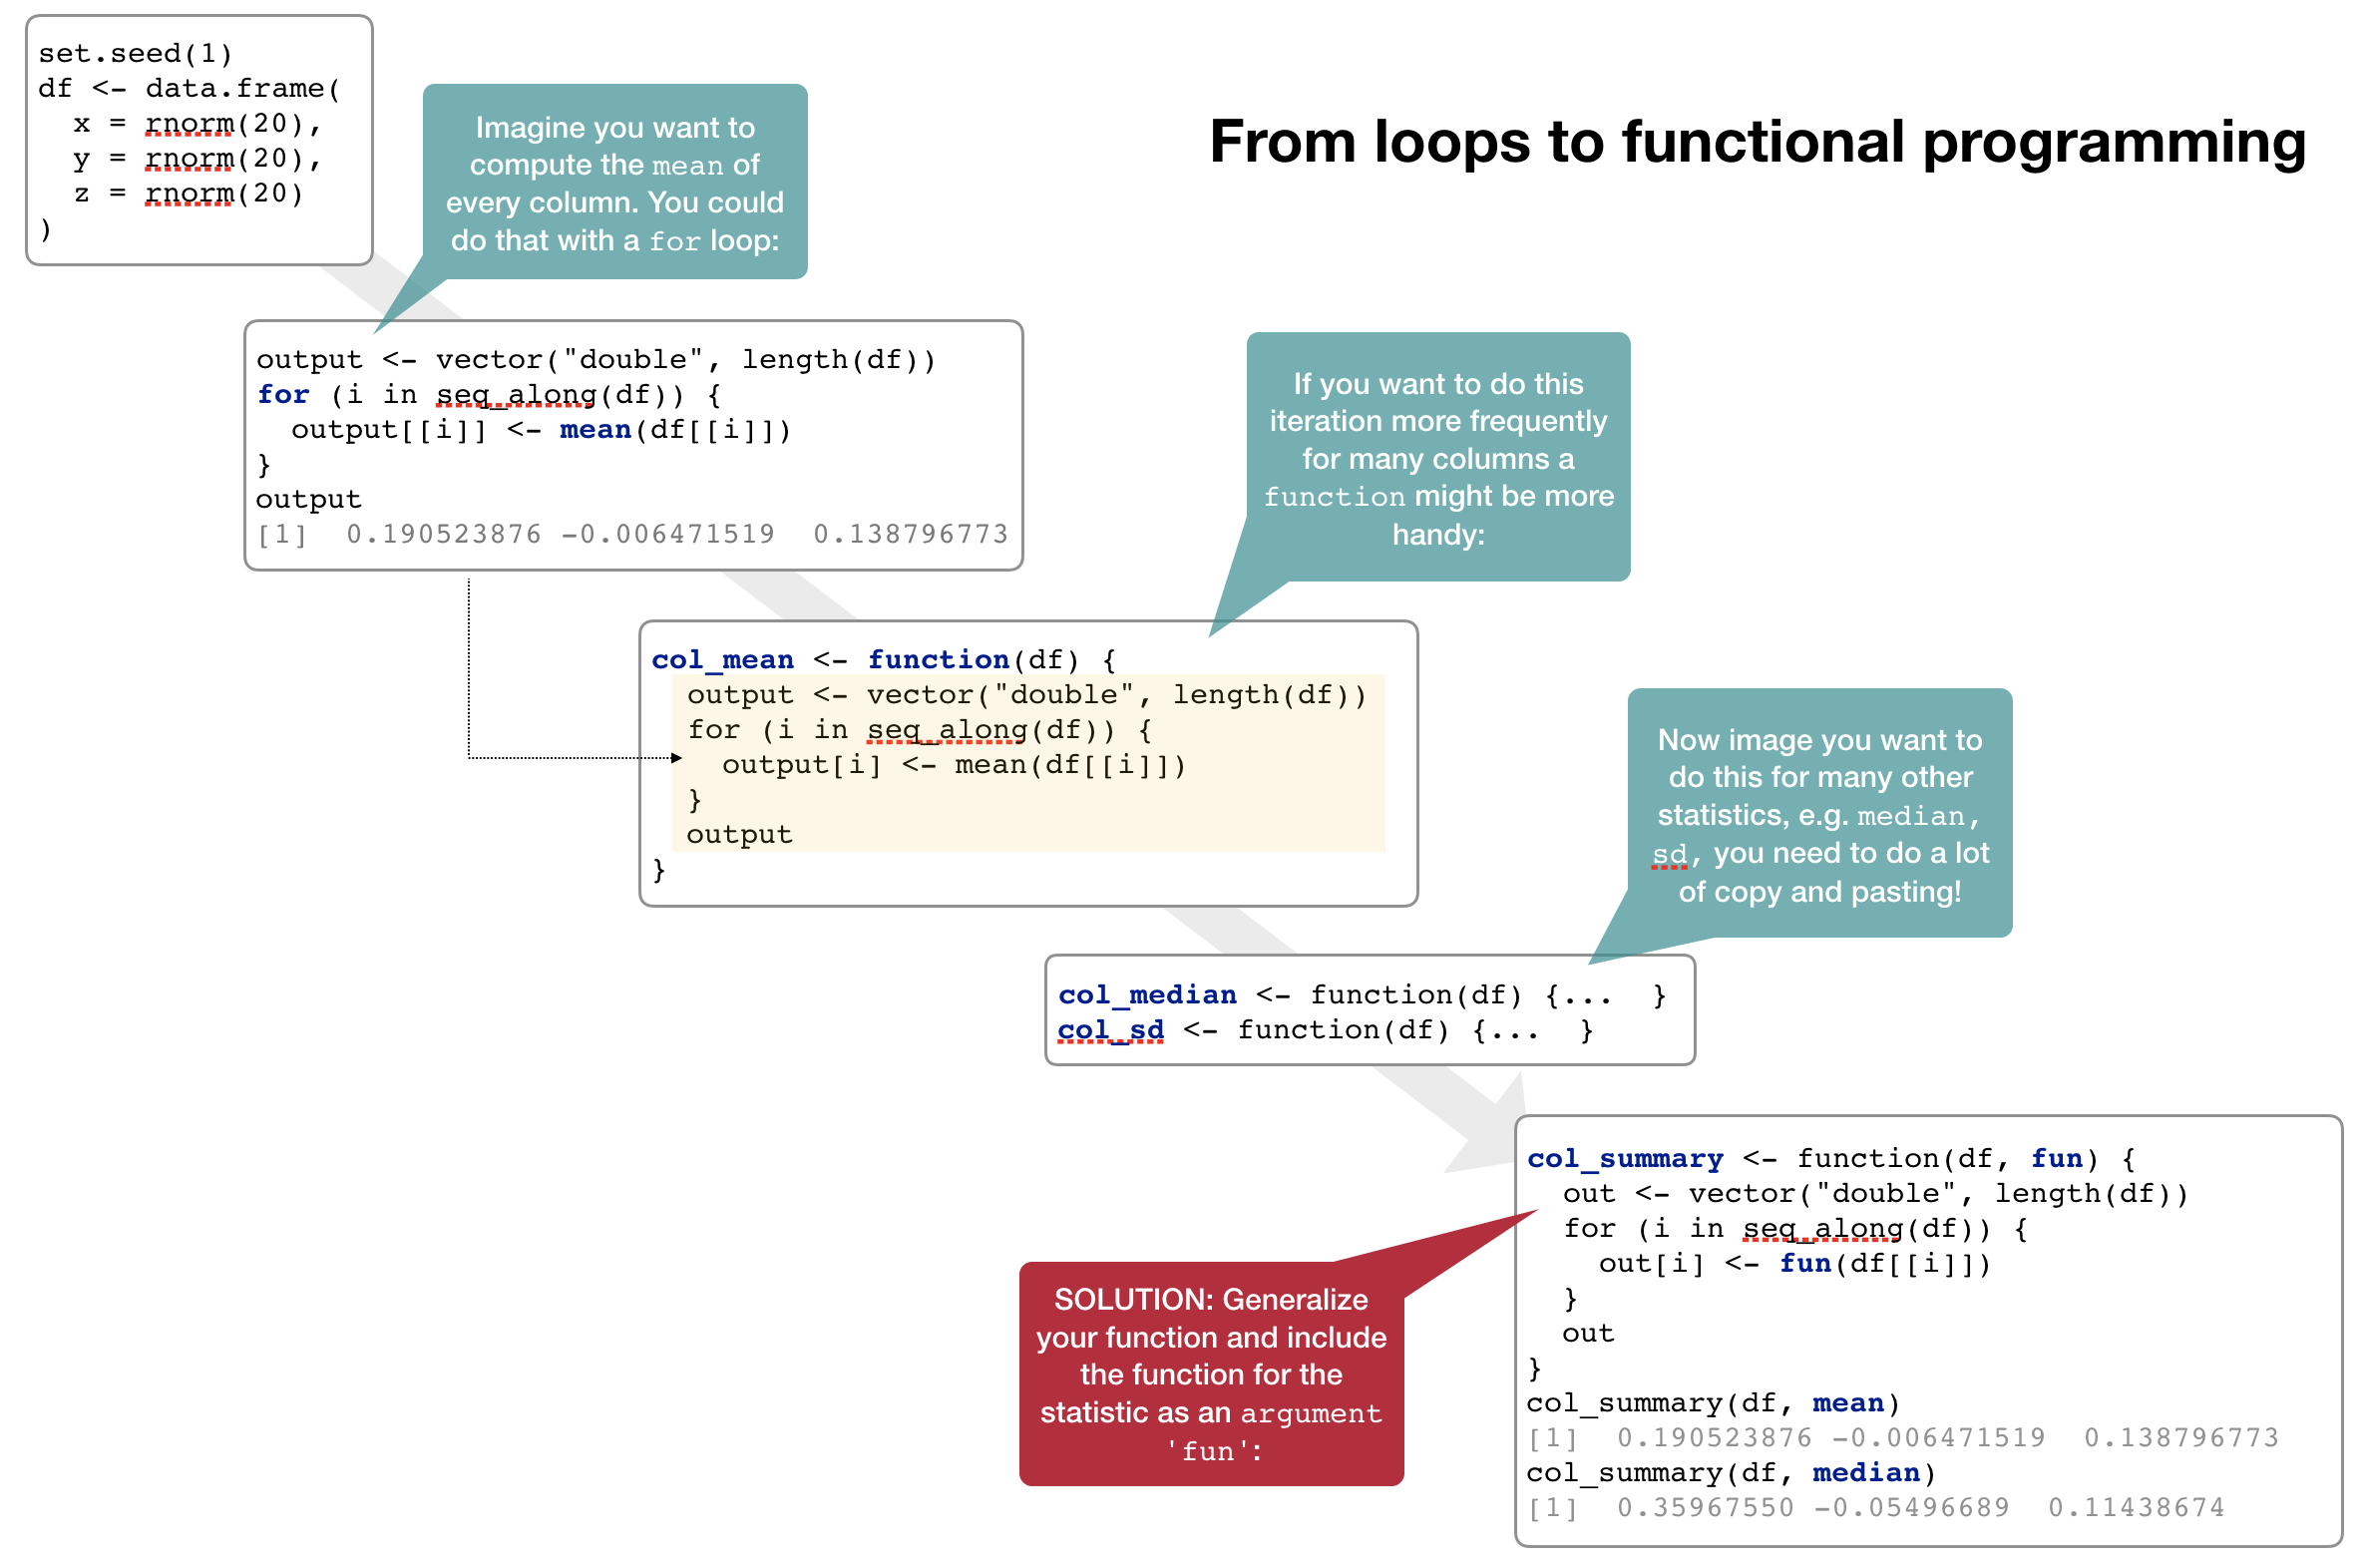 set.seed(1)
df <- data.frame(
  x = rnorm(20),
  y = rnorm(20),
  z = rnorm(20)
)
Imagine you want to
compute the mean of
every column. You could
do that with a for loop:
From loops to functional programming
output <- vector("double", length(df))
for (i in seq_along(df)) {
  output[[i]] <- mean(df[[i]])
}
output
[1]  0.190523876 -0.006471519  0.138796773
If you want to do this
iteration more frequently
for many columns a
function might be more
handy:
col_mean <- function(df) {
  output <- vector("double", length(df))
  for (i in seq_along(df)) {
    output[i] <- mean(df[[i]])
  }
  output
}
Now image you want to
do this for many other
statistics, e.g. median,
sd, you need to do a lot
of copy and pasting!
col_median <- function(df) {...  }
col_sd <- function(df) {...  }
SOLUTION: Generalize
your function and include
the function for the
statistic as an argument
'fun':
col_summary <- function(df, fun) {
  out <- vector("double", length(df))
  for (i in seq_along(df)) {
    out[i] <- fun(df[[i]])
  }
  out
}
col_summary(df, mean)
[1]  0.190523876 -0.006471519  0.138796773
col_summary(df, median)
[1]  0.35967550 -0.05496689  0.11438674